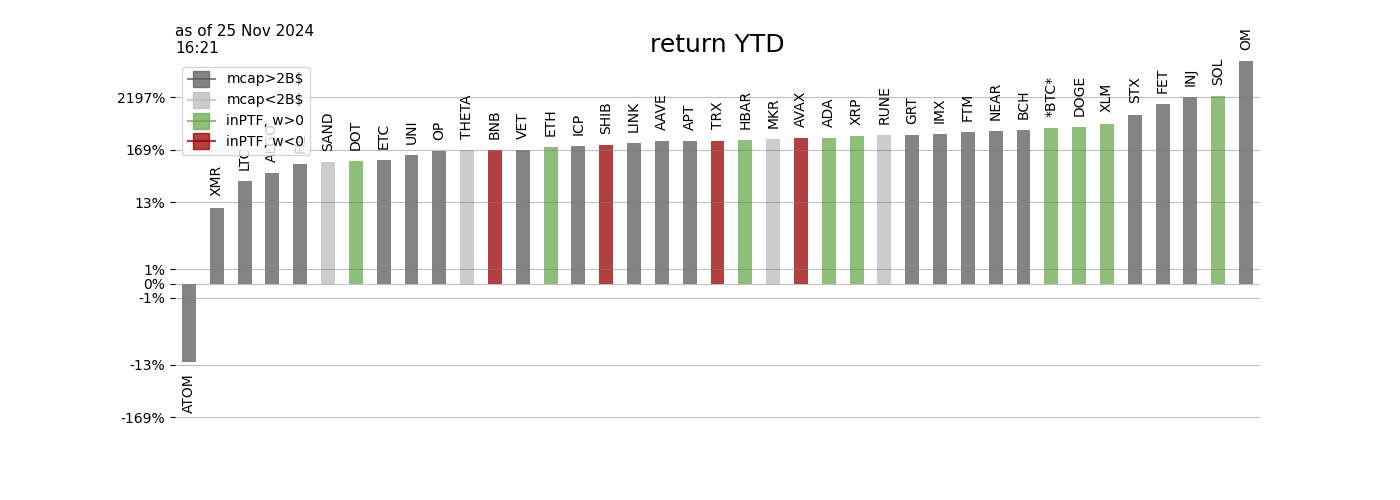 as of 25 Nov 2024
16:21
return YTD
mcap>2B$
mcap<2B$
inPTF, w>0
inPTF, w<0
2197%
169%
13%
1%
0%
-1%
-13%
-169%
ATOM
XMR
LTC
ALGO
SAND
DOT
ETC
UNI
OP
THETA
BNB
VET
ETH
ICP
SHIB
LINK
AAVE
APT
TRX
HBAR
MKR
AVAX
ADA
XRP
RUNE
GRT
IMX
FTM
NEAR
BCH
*BTC*
DOGE
XLM
STX
FET
INJ
SOL
OM